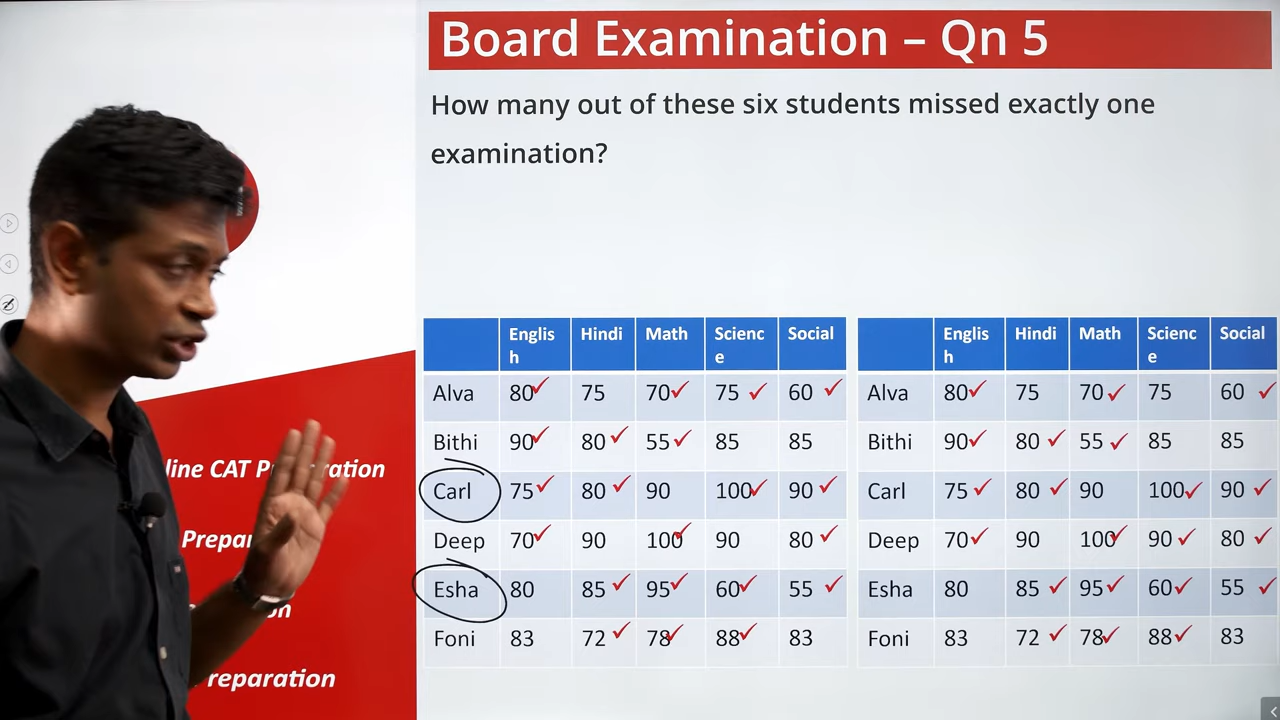 Board Examination – Qn 5
How many out of these six students missed exactly one
examination?
line CAT P ration
Prepar
n
reparation
Englis
h Hindi Math Scienc
e Social
Alva 80✓ 75 70✓ 75 ✓ 60 ✓
Bithi 90✓ 80 ✓ 55✓ 85 85
Carl 75✓ 80 ✓ 90 100✓ 90 ✓
Deep 70✓ 90 100✓ 90 80 ✓
Esha 80 85 ✓ 95✓ 60✓ 55 ✓
Foni 83 72 ✓ 78✓ 88✓ 83
Englis
h Hindi Math Scienc
e Social
Alva 80✓ 75 70✓ 75 60 ✓
Bithi 90✓ 80 ✓ 55✓ 85 85
Carl 75✓ 80 ✓ 90 100✓ 90 ✓
Deep 70✓ 90 100✓ 90✓ 80 ✓
Esha 80 85 ✓ 95✓ 60✓ 55 ✓
Foni 83 72 ✓ 78✓ 88✓ 83